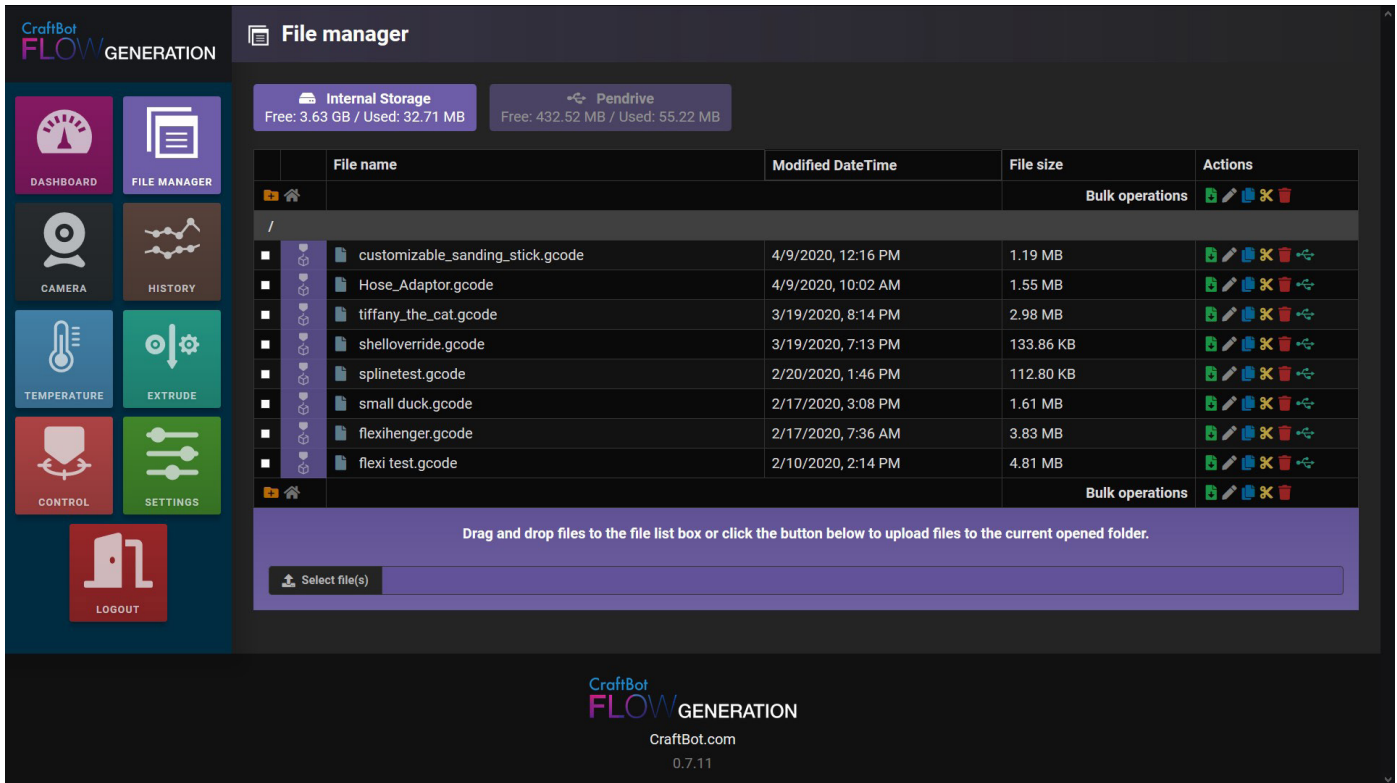 CraftBot
FLOW GENERATION
File manager
DASHBOARD
FILE MANAGER
CAMERA
HISTORY
TEMPERATURE
EXTRUDE
CONTROL
SETTINGS
LOGOUT
Internal Storage
Free: 3.63 GB / Used: 32.71 MB
Pendrive
Free: 432.52 MB / Used: 55.22 MB
File name Modified DateTime File size Actions
Bulk operations
/
customizable_sanding_stick.gcode 4/9/2020, 12:16 PM 1.19 MB
Hose_Adaptor.gcode 4/9/2020, 10:02 AM 1.55 MB
tiffany_the_cat.gcode 3/19/2020, 8:14 PM 2.98 MB
shelloverride.gcode 3/19/2020, 7:13 PM 133.86 KB
splinetest.gcode 2/20/2020, 1:46 PM 112.80 KB
small duck.gcode 2/17/2020, 3:08 PM 1.61 MB
flexihenger.gcode 2/17/2020, 7:36 AM 3.83 MB
flexi test.gcode 2/10/2020, 2:14 PM 4.81 MB
Bulk operations
Drag and drop files to the file list box or click the button below to upload files to the current opened folder.
Select file(s)
CraftBot
FLOW GENERATION
CraftBot.com
0.7.11